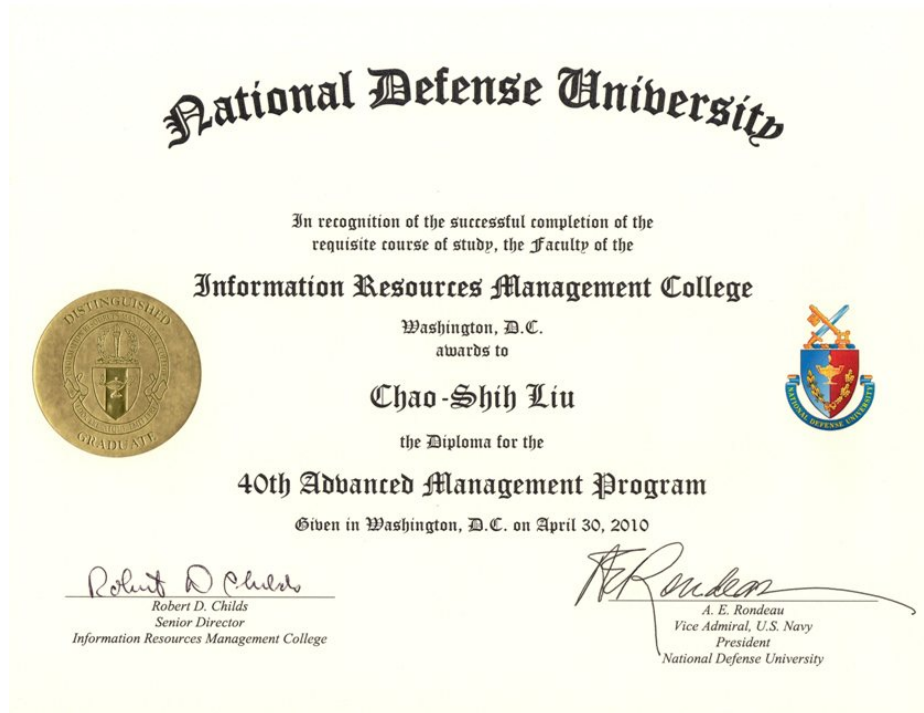 National Defense University
In recognition of the successful completion of the
requisite course of study, the Faculty of the
Information Resources Management College
Washington, D.C.
awards to
Chao-Shih Liu
the Diploma for the
40th Advanced Management Program
Given in Washington, D.C. on April 30, 2010
DISTINGUISHED
GRADUATE
NATIONAL DEFENSE UNIVERSITY
Robert D Childs
Robert D. Childs
Senior Director
Information Resources Management College
AERondeau
A. E. Rondeau
Vice Admiral, U.S. Navy
President
National Defense University